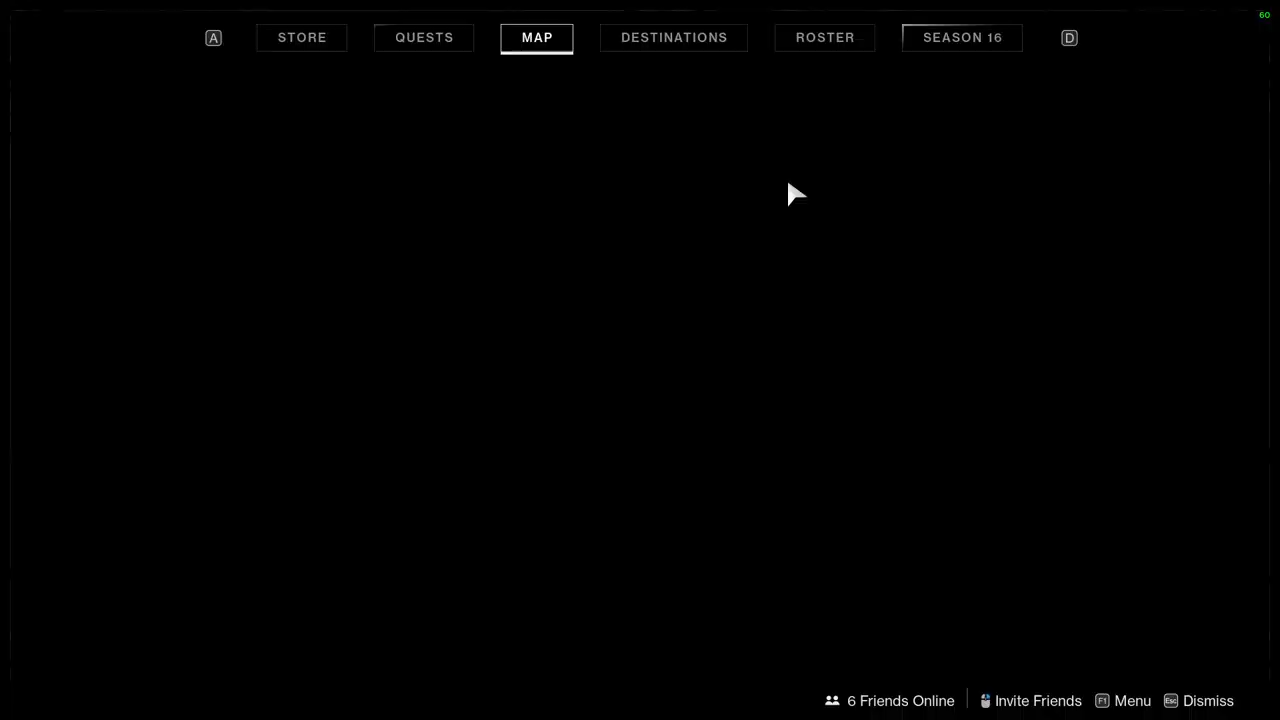 60
A STORE QUESTS MAP DESTINATIONS ROSTER SEASON 16 D
6 Friends Online Invite Friends F1 Menu Esc Dismiss